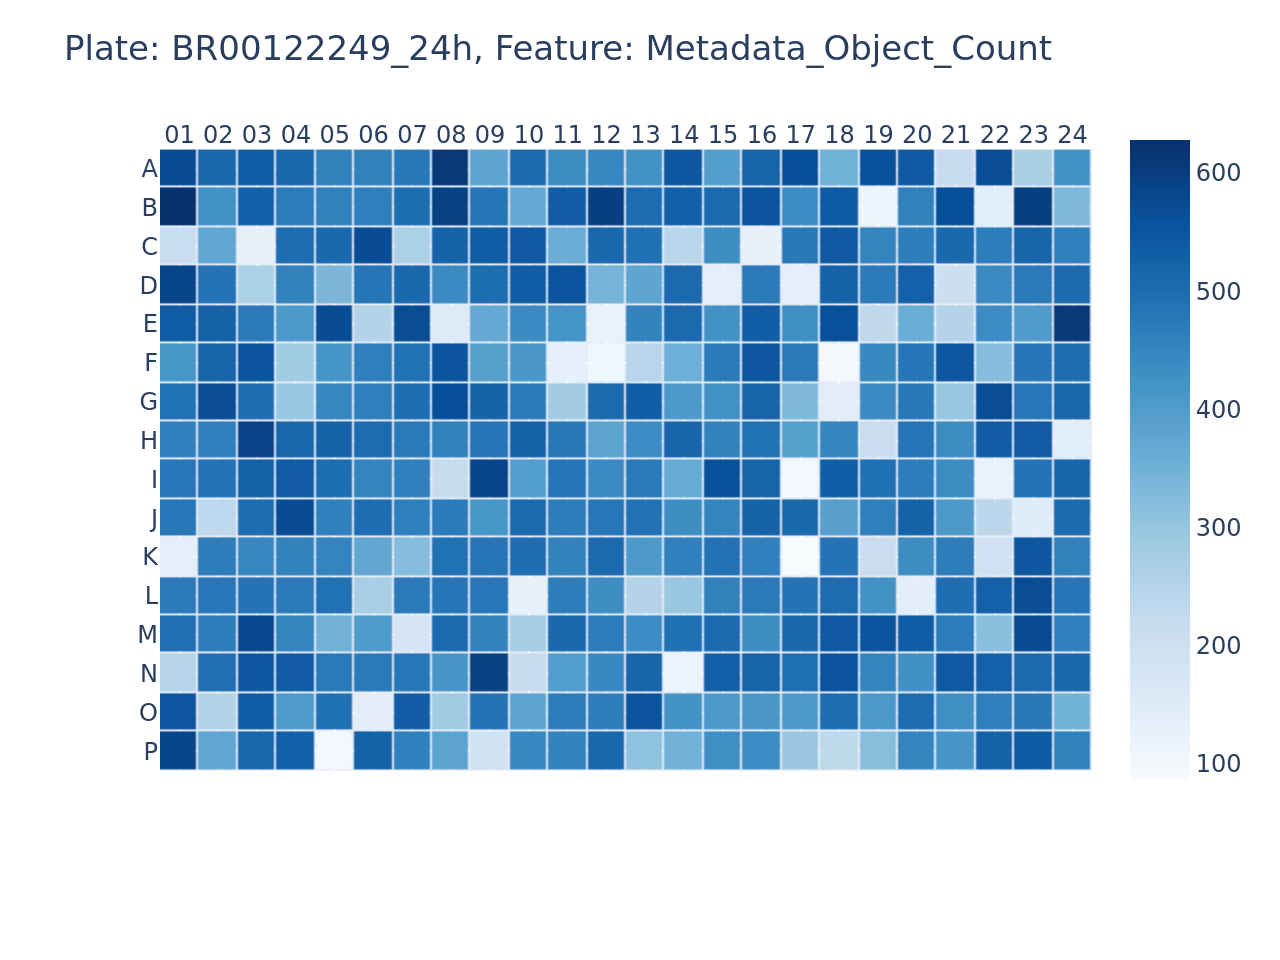 Plate: BR00122249_24h, Feature: Metadata_Object_Count
01 02 03 04 05 06 07 08 09 10 11 12 13 14 15 16 17 18 19 20 21 22 23 24
A
B
C
D
E
F
G
H
I
J
K
L
M
N
O
P
600
500
400
300
200
100